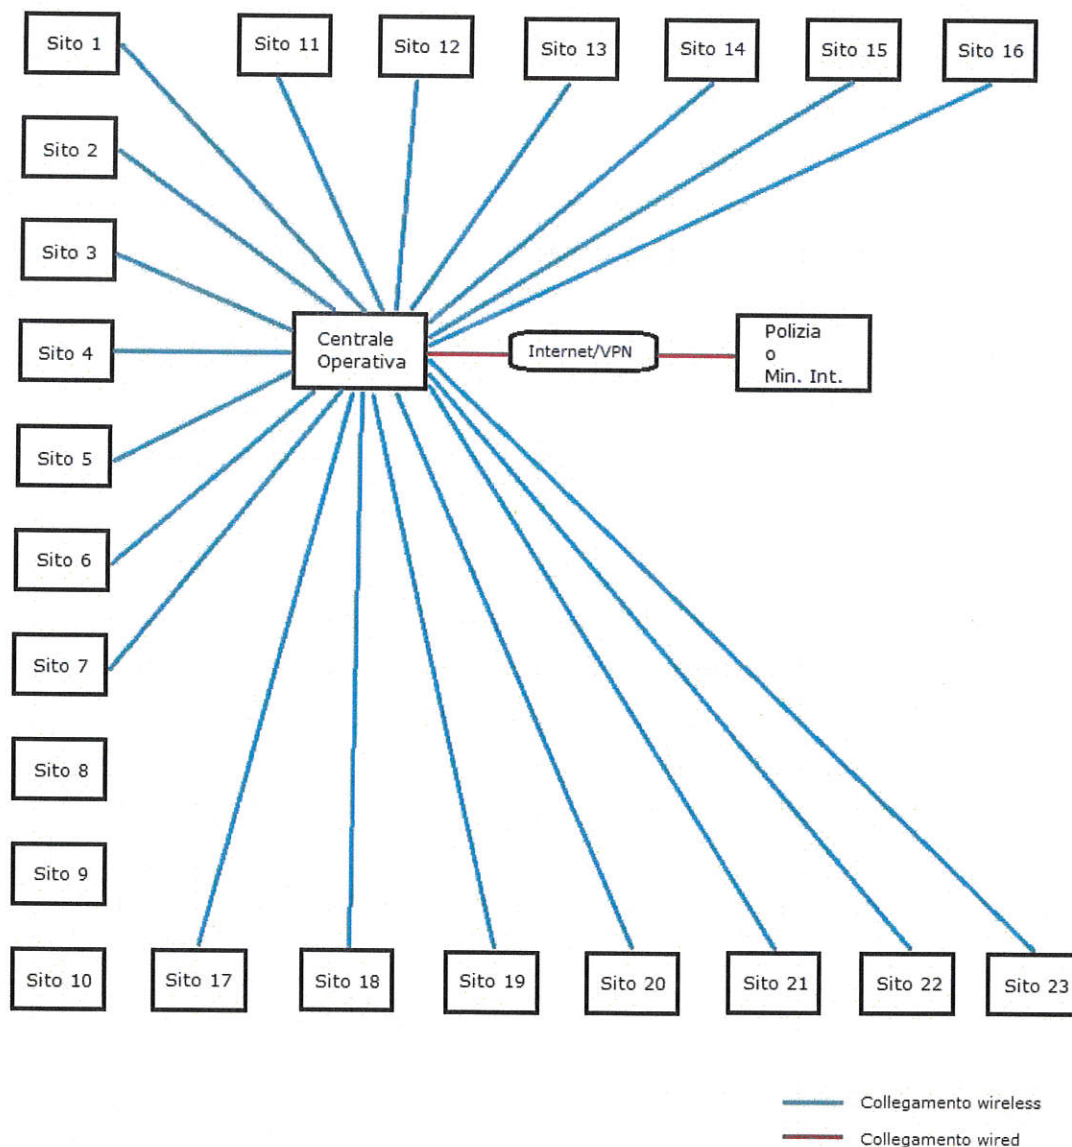 Sito 1
Sito 11
Sito 12
Sito 13
Sito 14
Sito 15
Sito 16
Sito 2
Sito 3
Sito 4
Centrale
Operativa
Internet/VPN
Polizia
o
Min. Int.
Sito 5
Sito 6
Sito 7
Sito 8
Sito 9
Sito 10
Sito 17
Sito 18
Sito 19
Sito 20
Sito 21
Sito 22
Sito 23
Collegamento wireless
Collegamento wired